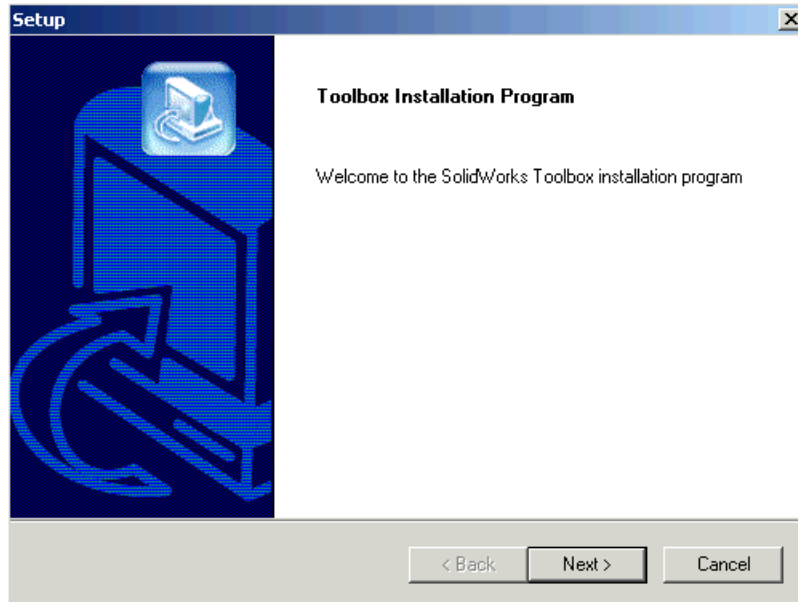 Setup
Toolbox Installation Program
Welcome to the SolidWorks Toolbox installation program
< Back
Next >
Cancel